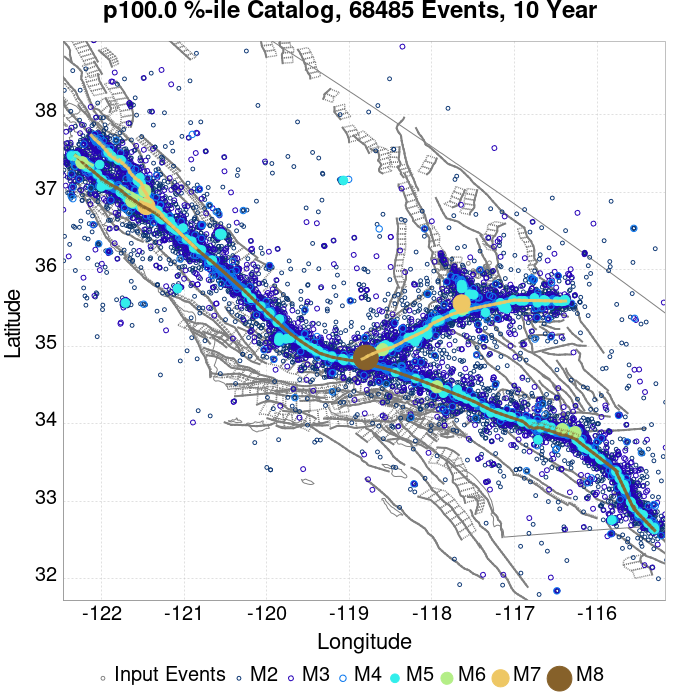 p100.0 %-ile Catalog, 68485 Events, 10 Year
38
37
36
35
34
33
32
Latitude
-122 -121 -120 -119 -118 -117 -116
Longitude
Input Events M2 M3 M4 M5 M6 M7 M8